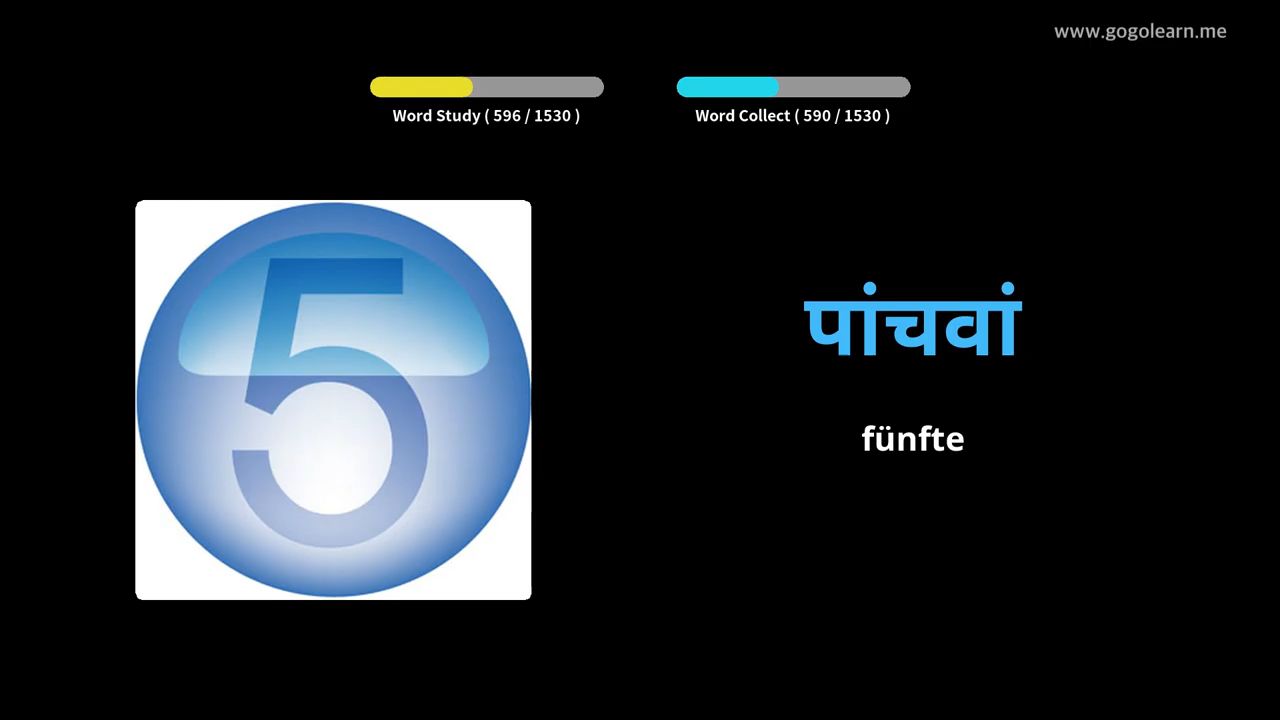 www.gogolearn.me
Word Study ( 596 / 1530 )
Word Collect ( 590 / 1530 )
5
पांचवां
fünfte